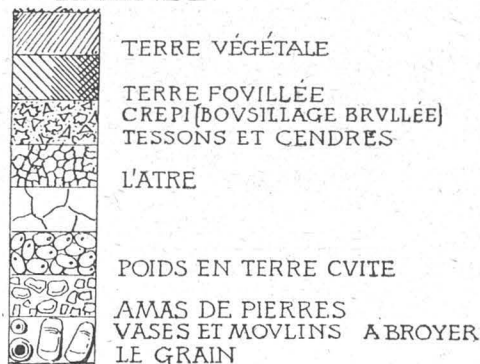 TERRE VÉGÉTALE
TERRE FOVILLÉE
CREPI (BOVSILLAGE BRVLLÉE)
TESSONS ET CENDRES
L'ATRE
POIDS EN TERRE CVITE
AMAS DE PIERRES
VASES ET MOVLINS A BROYER
LE GRAIN